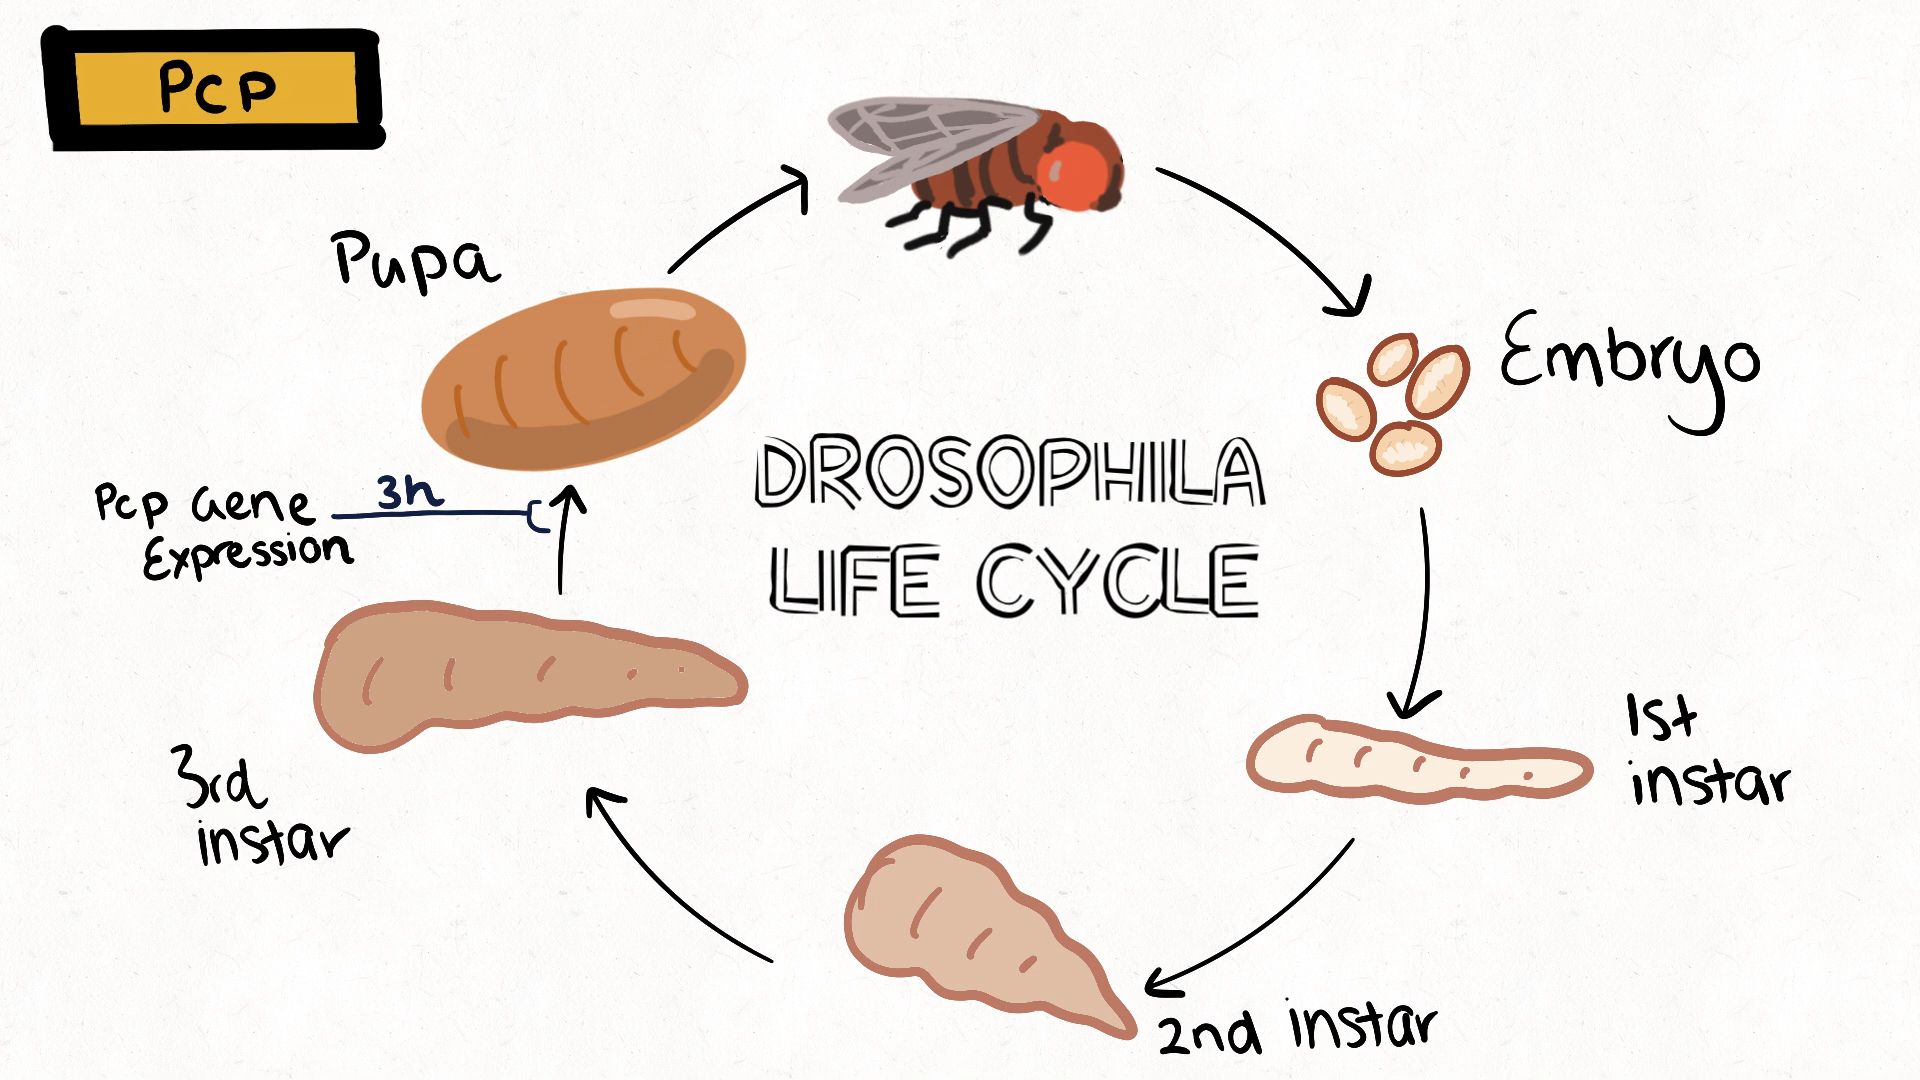 Pcp
Pupa
Embryo
DROSOPHILA
LIFE CYCLE
Pcp Gene
Expression
3h
1st
instar
3rd
instar
2nd instar